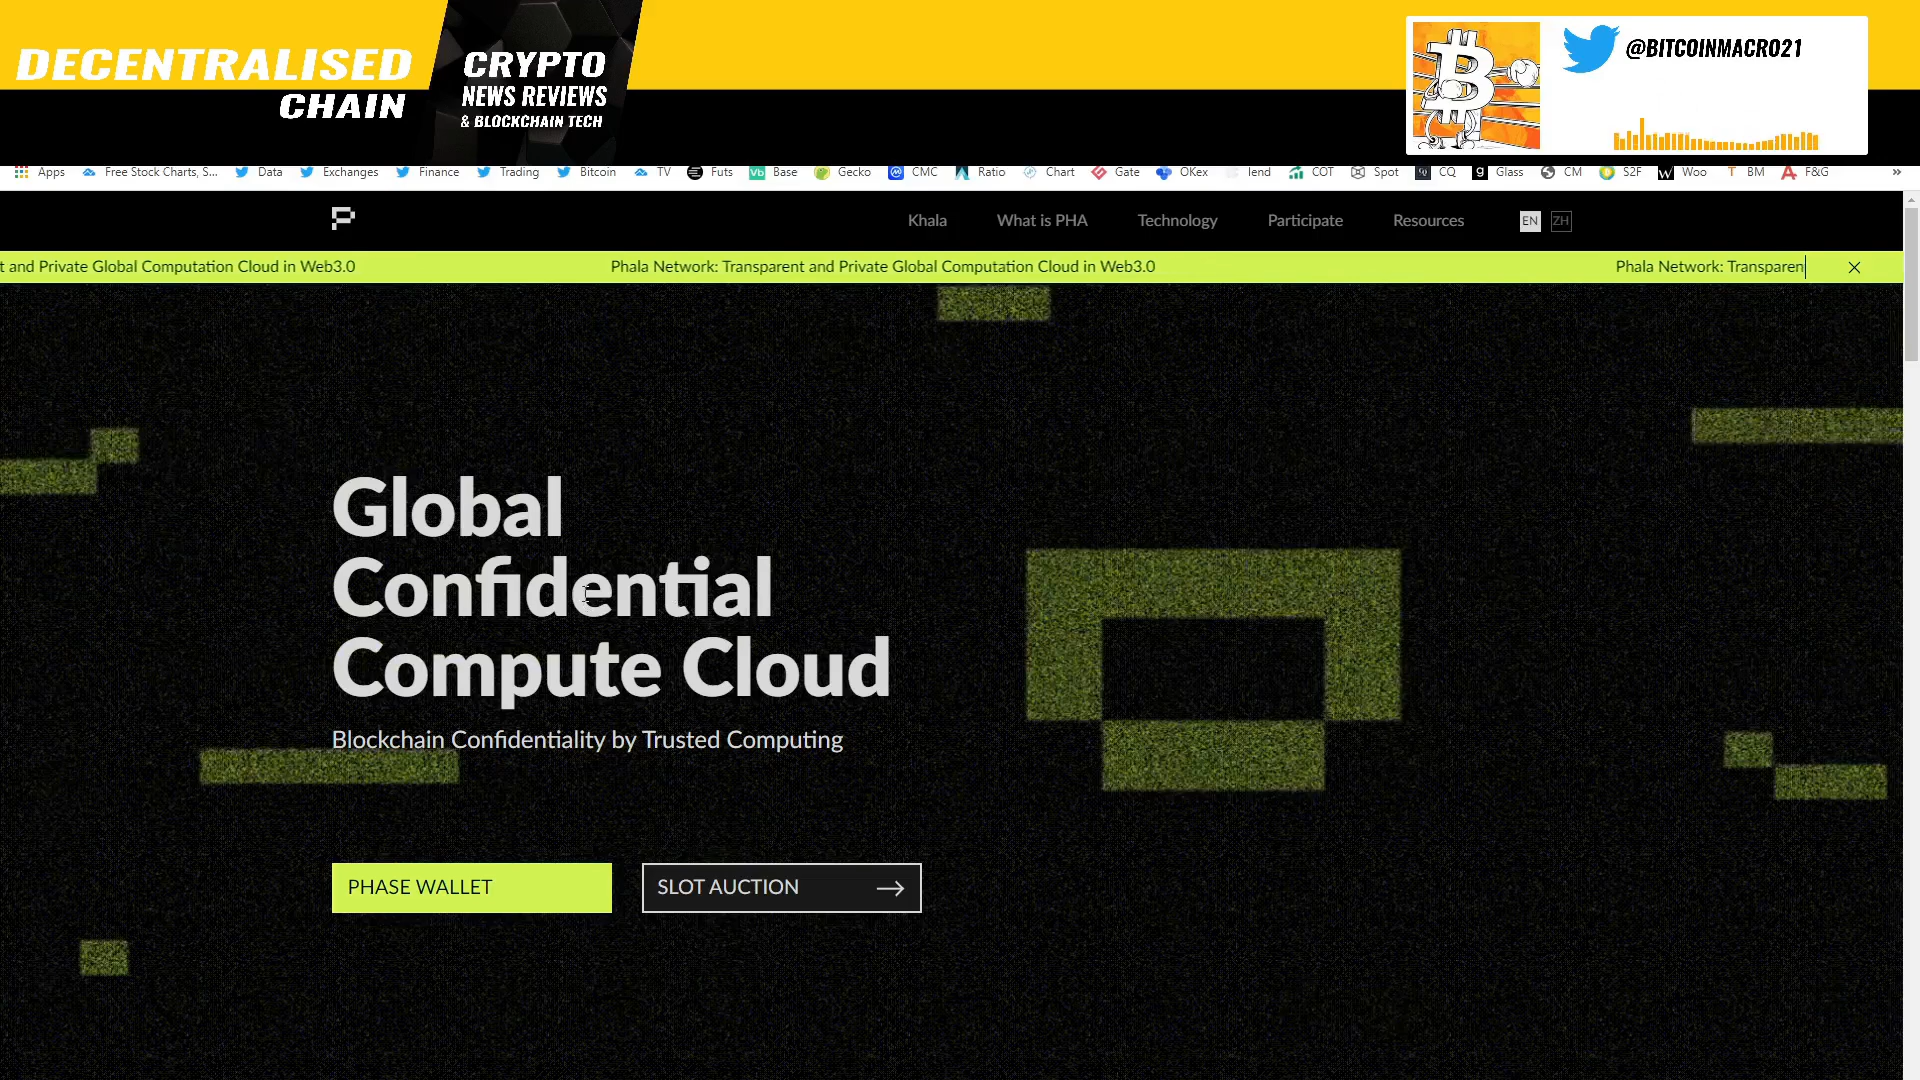 DECENTRALISED
CHAIN
CRYPTO
NEWS REVIEWS
& BLOCKCHAIN TECH
@BITCOINMACRO21
Apps Free Stock Charts, S... Data Exchanges Finance Trading Bitcoin TV Futs Vb Base Gecko CMC Ratio Chart Gate OKex lend COT Spot CQ g Glass CM S2F W Woo T BM F&G »
Khala What is PHA Technology Participate Resources EN ZH
t and Private Global Computation Cloud in Web3.0 Phala Network: Transparent and Private Global Computation Cloud in Web3.0 Phala Network: Transparen
Global
Confidential
Compute Cloud
Blockchain Confidentiality by Trusted Computing
PHASE WALLET SLOT AUCTION